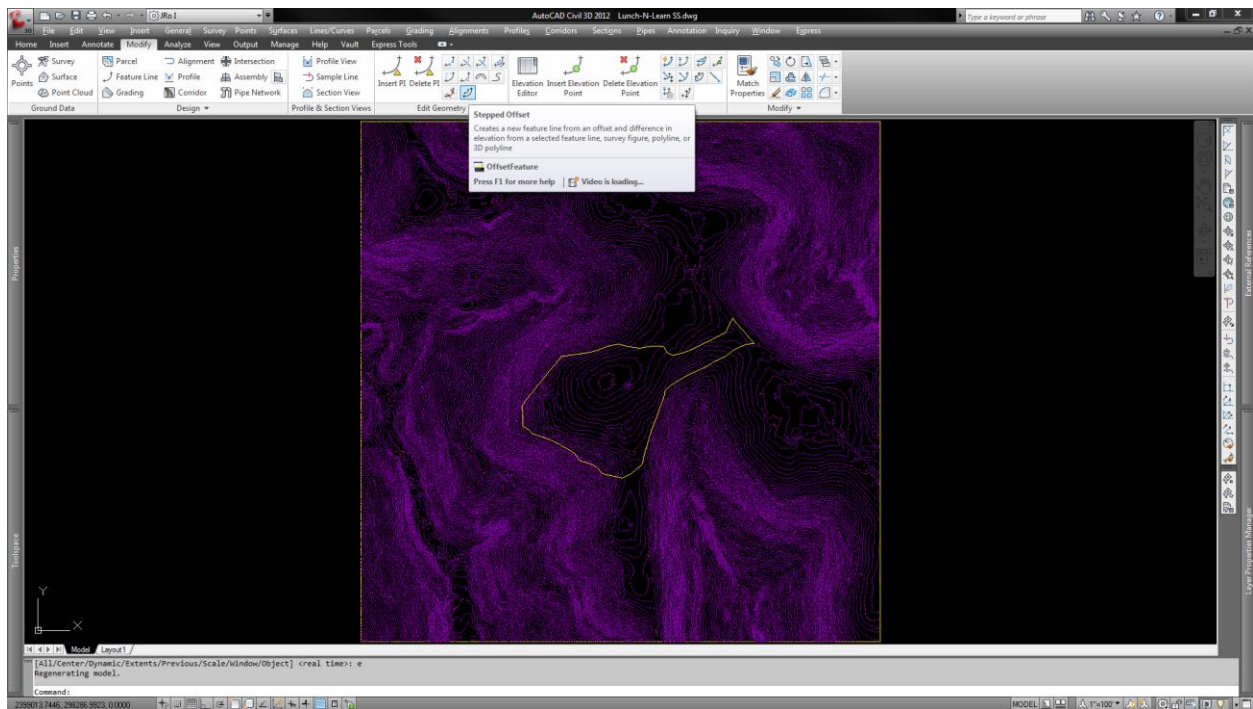 JRo I
AutoCAD Civil 3D 2012 Lunch-N-Learn SS.dwg
Type a keyword or phrase
File Edit View Insert General Survey Points Surfaces Lines/Curves Parcels Grading Alignments Profiles Corridors Sections Pipes Annotation Inquiry Window Express
Home Insert Annotate Modify Analyze View Output Manage Help Vault Express Tools
Survey Parcel Alignment Intersection Profile View
Points Surface Feature Line Profile Assembly Sample Line Insert PI Delete PI Elevation Editor Insert Elevation Point Delete Elevation Point Match Properties
Point Cloud Grading Corridor Pipe Network Section View
Ground Data Design Profile & Section Views Edit Geometry Modify
Stepped Offset
Creates a new feature line from an offset and difference in
elevation from a selected feature line, survey figure, polyline, or
3D polyline
OffsetFeature
Press F1 for more help Video is loading...
Properties
Toolspace
External References
Layer Properties Manager
Y
X
Model Layout1
[All/Center/Dynamic/Extents/Previous/Scale/Window/Object] <real time>: e
Regenerating model.
Command:
2399013.7446, 298286.9923, 0.0000 MODEL 1"=100'